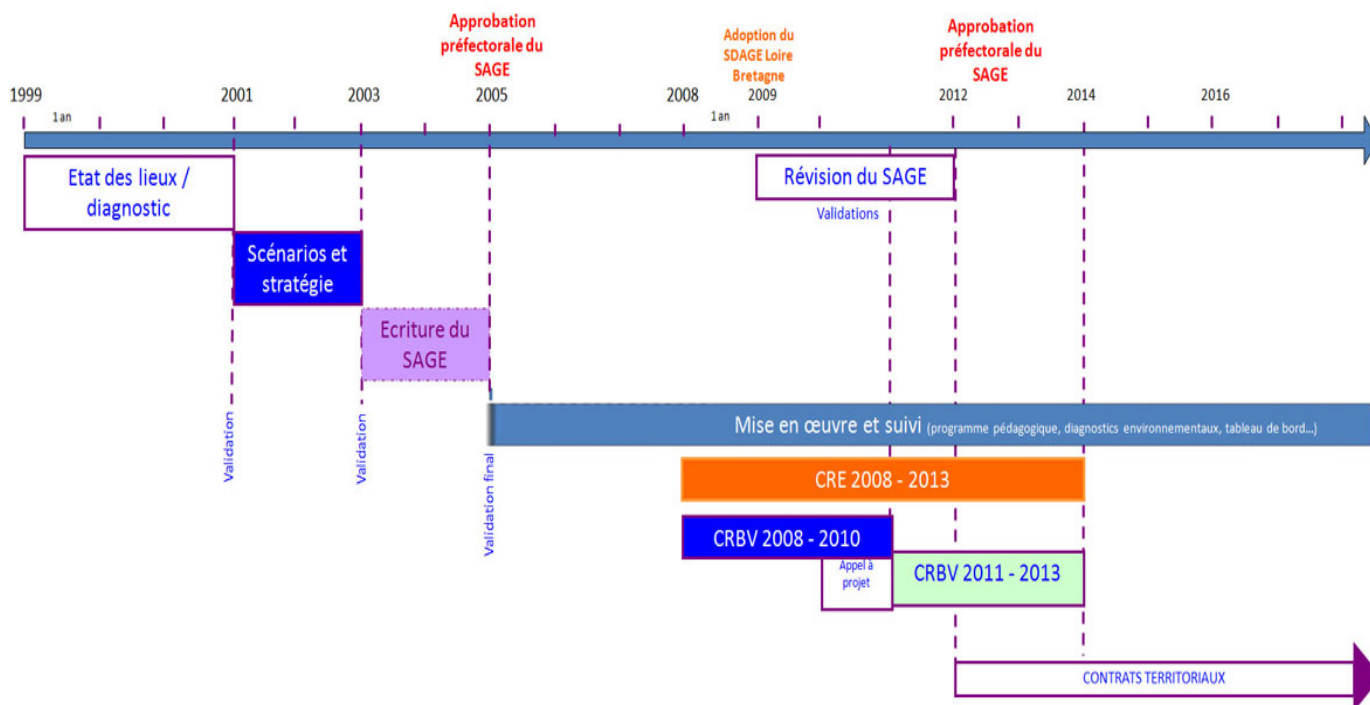 Approbation
préfectorale du
SAGE
Adoption du
SDAGE Loire
Bretagne
Approbation
préfectorale du
SAGE
1999
2001
2003
2005
2008
2009
2012
2014
2016
1 an
1 an
Etat des lieux /
diagnostic
Révision du SAGE
Validations
Scénarios et
stratégie
Ecriture du
SAGE
Validation
Validation
Validation final
Mise en œuvre et suivi (programme pédagogique, diagnostics environnementaux, tableau de bord...)
CRE 2008 - 2013
CRBV 2008 - 2010
Appel à
projet
CRBV 2011 - 2013
CONTRATS TERRITORIAUX